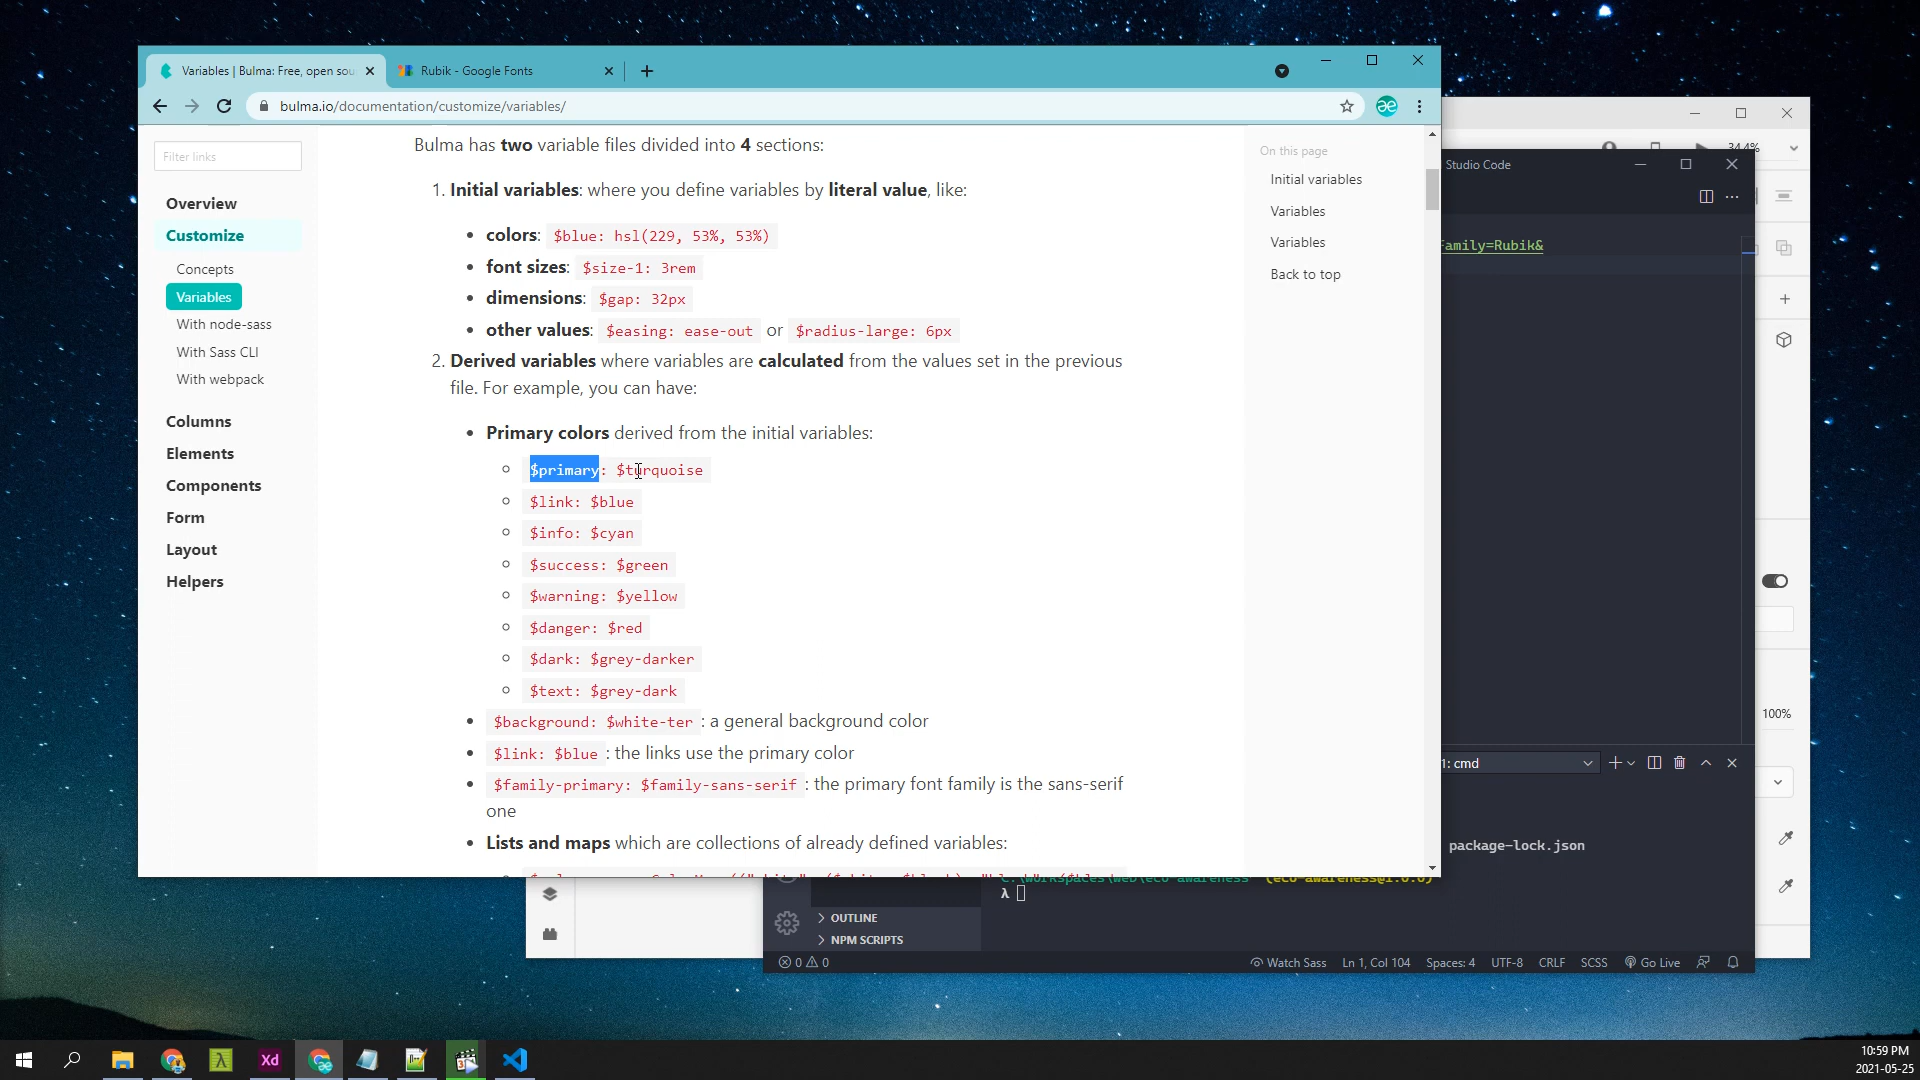 Variables | Bulma: Free, open sou
Rubik - Google Fonts
bulma.io/documentation/customize/variables/
Filter links
Overview
Customize
Concepts
Variables
With node-sass
With Sass CLI
With webpack
Columns
Elements
Components
Form
Layout
Helpers
Bulma has two variable files divided into 4 sections:
1. Initial variables: where you define variables by literal value, like:
colors: $blue: hsl(229, 53%, 53%)
font sizes: $size-1: 3rem
dimensions: $gap: 32px
other values: $easing: ease-out or $radius-large: 6px
2. Derived variables where variables are calculated from the values set in the previous
file. For example, you can have:
Primary colors derived from the initial variables:
$primary: $turquoise
$link: $blue
$info: $cyan
$success: $green
$warning: $yellow
$danger: $red
$dark: $grey-darker
$text: $grey-dark
$background: $white-ter : a general background color
$link: $blue : the links use the primary color
$family-primary: $family-sans-serif : the primary font family is the sans-serif
one
Lists and maps which are collections of already defined variables:
On this page
Initial variables
Variables
Variables
Back to top
34.4%
Studio Code
Family=Rubik&
100%
1: cmd
package-lock.json
λ
OUTLINE
NPM SCRIPTS
0 0
Watch Sass
Ln 1, Col 104
Spaces: 4
UTF-8
CRLF
SCSS
Go Live
Xd
10:59 PM
2021-05-25